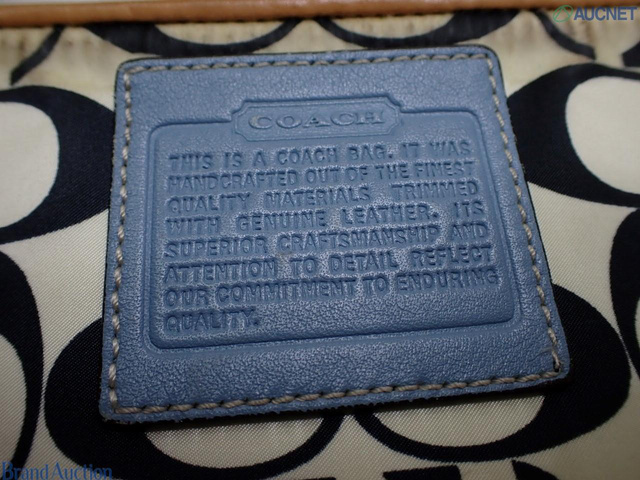 AUCNET
COACH
THIS IS A COACH BAG. IT WAS
HANDCRAFTED OUT OF THE FINEST
QUALITY MATERIALS TRIMMED
WITH GENUINE LEATHER. ITS
SUPERIOR CRAFTSMANSHIP AND
ATTENTION TO DETAIL REFLECT
OUR COMMITMENT TO ENDURING
QUALITY.
Brand Auction